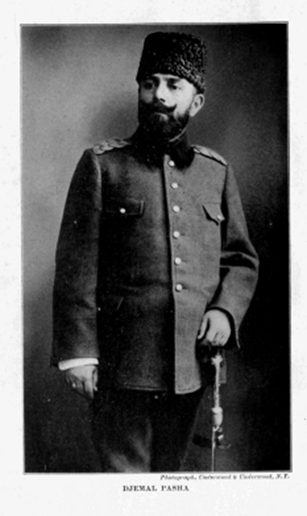 Photograph, Underwood & Underwood, N.Y.
DJEMAL PASHA